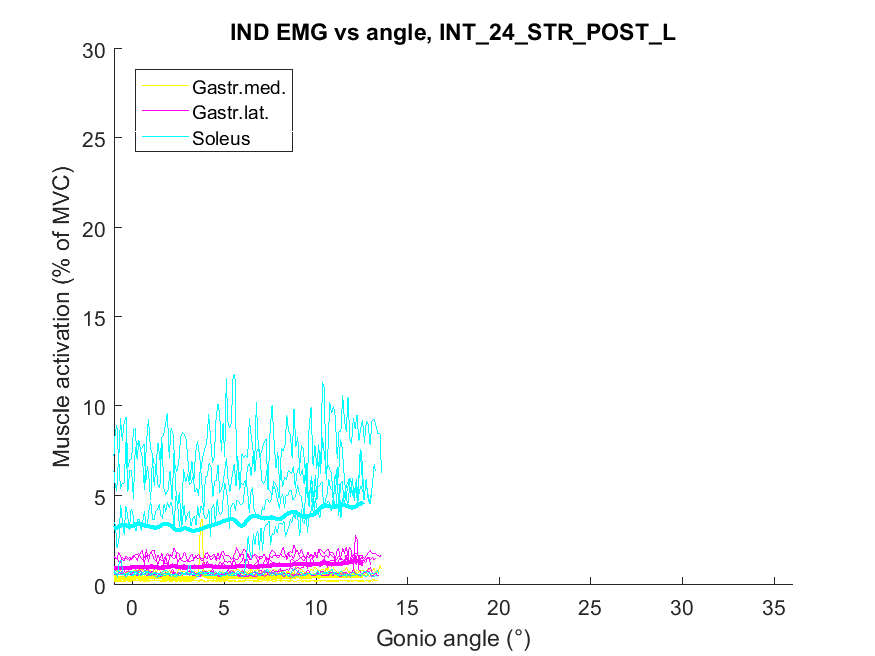 IND EMG vs angle, INT_24_STR_POST_L
30
25
20
15
10
5
0
Muscle activation (% of MVC)
Gastr.med.
Gastr.lat.
Soleus
0 5 10 15 20 25 30 35
Gonio angle (°)